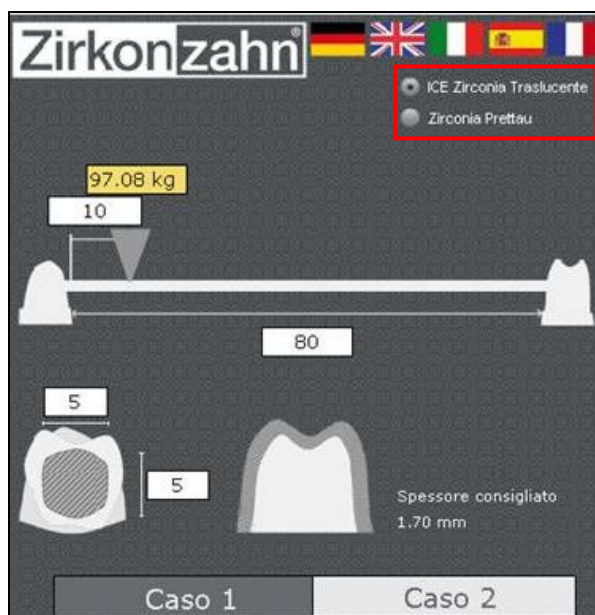 Zirkonzahn®
ICE Zirconia Traslucente
Zirconia Prettau
97.08 kg
10
80
5
5
Spessore consigliato
1.70 mm
Caso 1
Caso 2